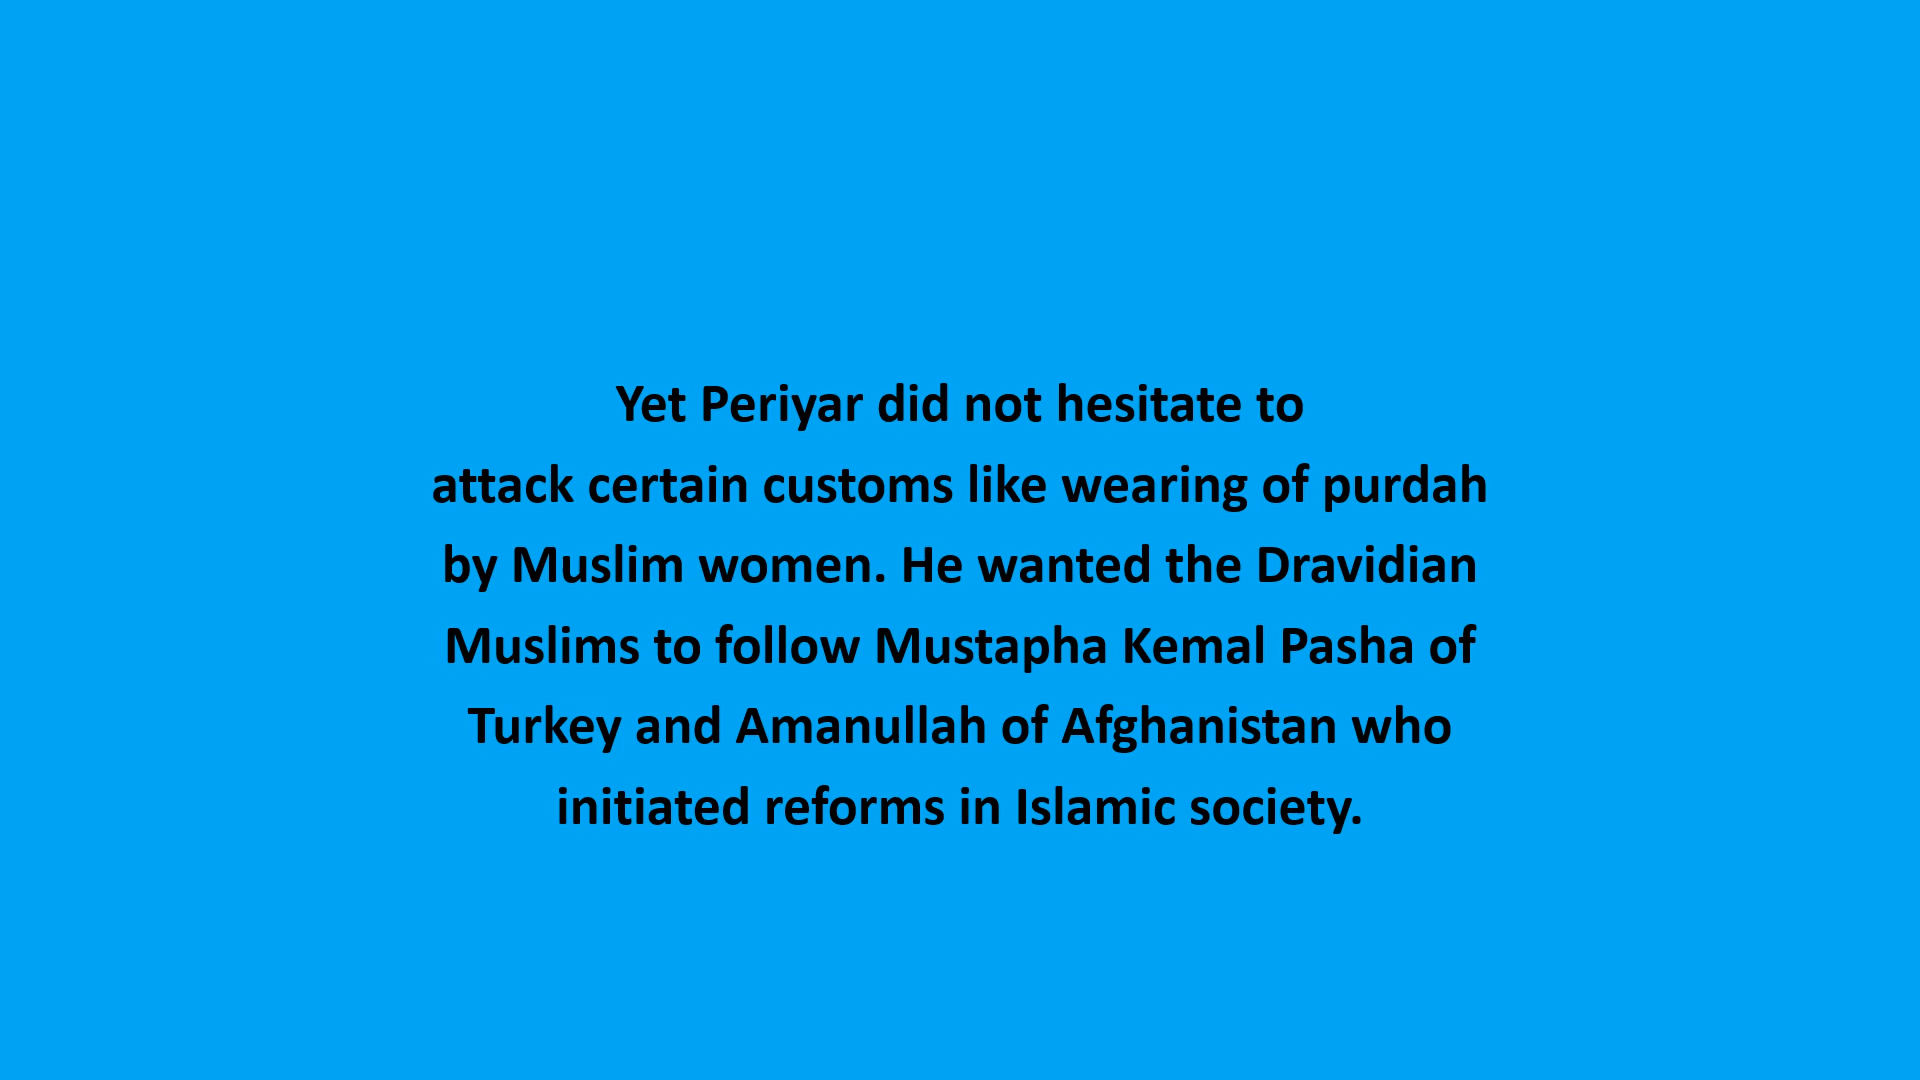 Yet Periyar did not hesitate to
attack certain customs like wearing of purdah
by Muslim women. He wanted the Dravidian
Muslims to follow Mustapha Kemal Pasha of
Turkey and Amanullah of Afghanistan who
initiated reforms in Islamic society.